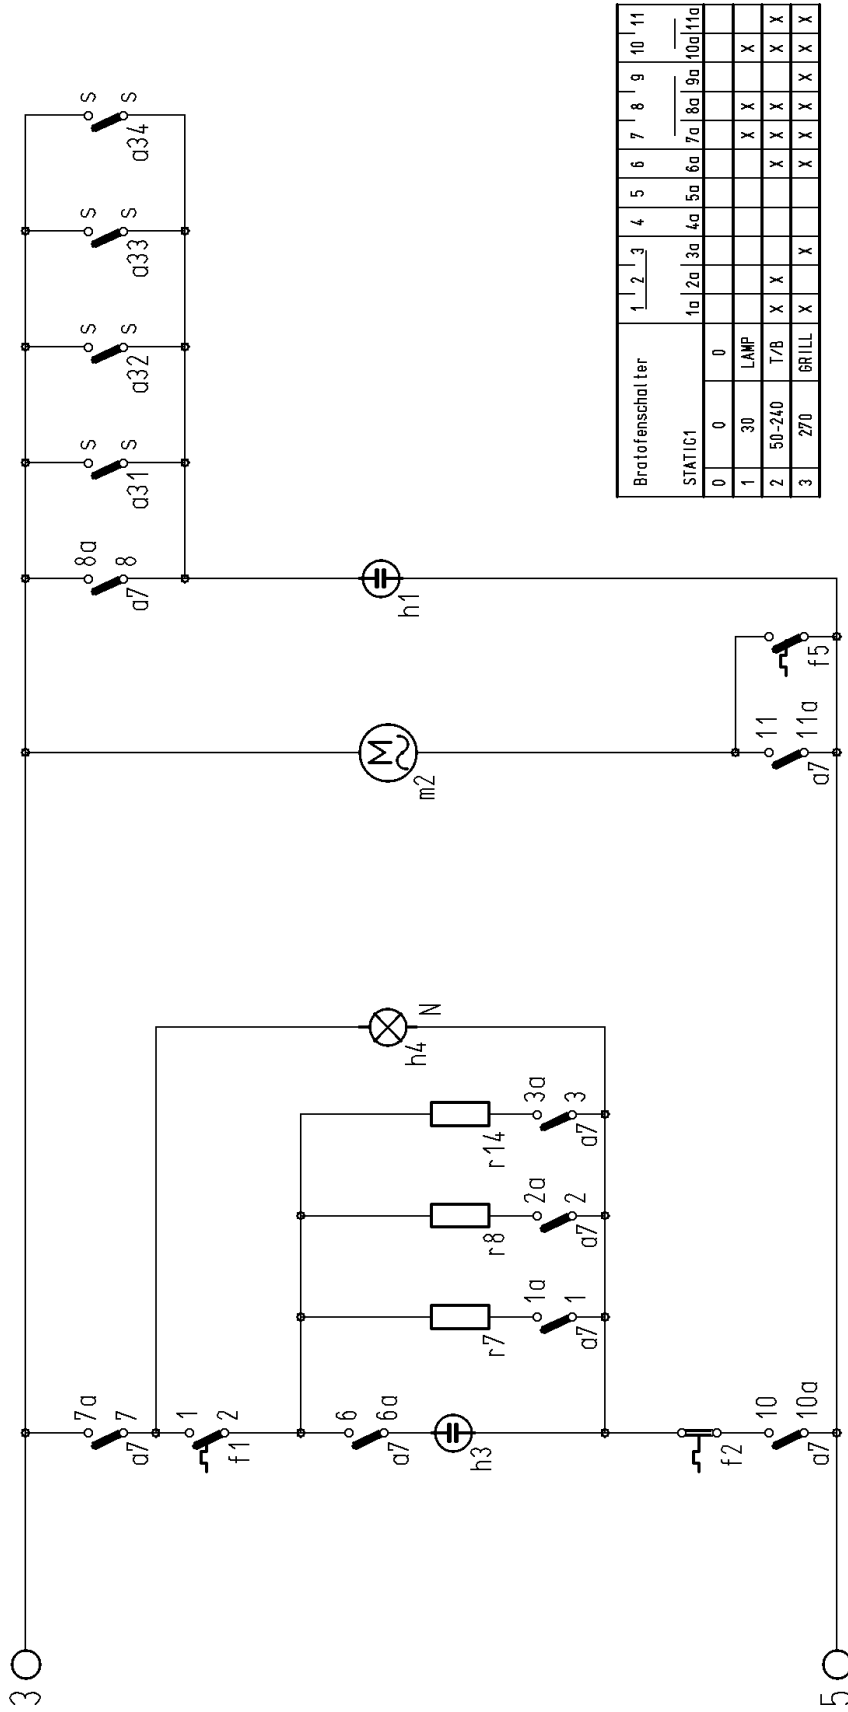 3
7a
7
a7
1
2
f1
6
6a
a7
h3
f2
10
10a
a7
5
r7
1a
1
a7
r8
2a
2
a7
r14
3a
3
a7
h4
N
M
m2
11
11a
a7
f5
8a
8
a7
h1
S
S
a31
S
S
a32
S
S
a33
S
S
a34
Bratofenschalter 1 2 3 4 5 6 7 8 9 10 11
STATIC1 1a 2a 3a 4a 5a 6a 7a 8a 9a 10a 11a
0 0 0
1 30 LAMP X X X
2 50-240 T/B X X X X X X X
3 270 GRILL X X X X X X X X